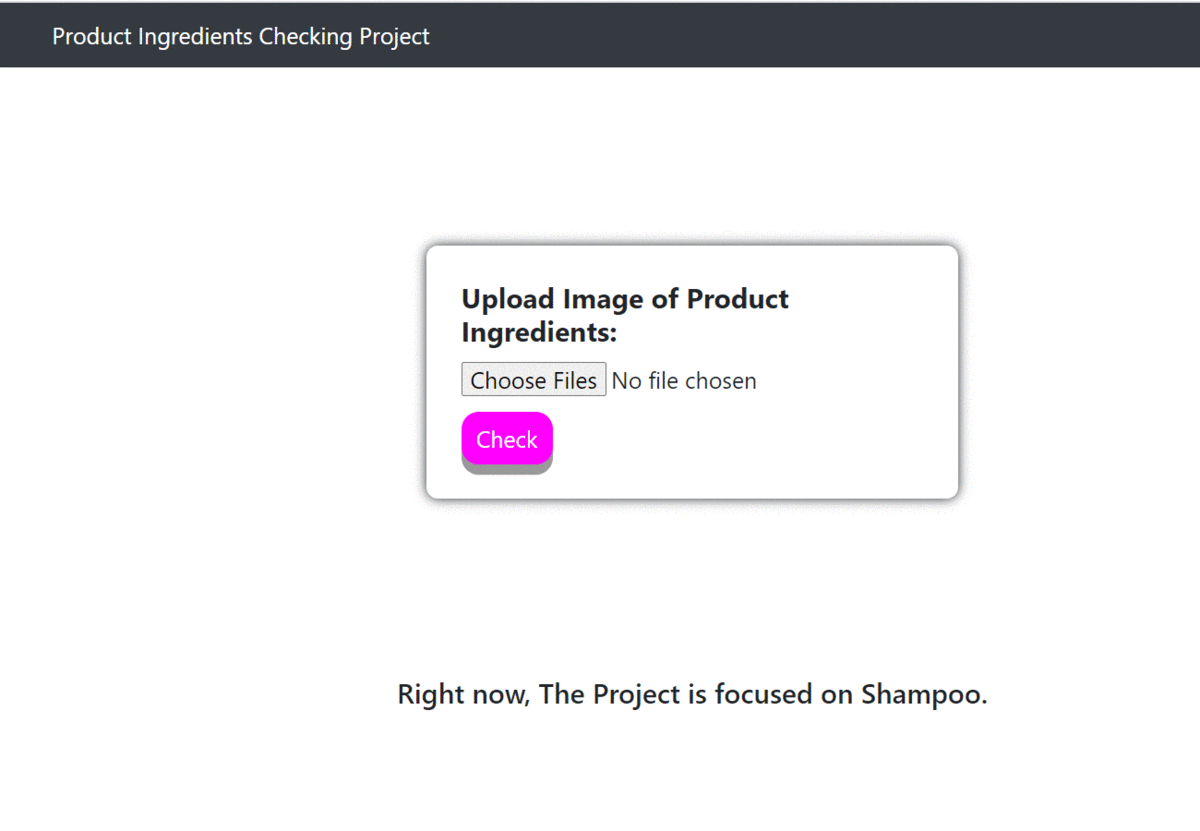 Product Ingredients Checking Project
Upload Image of Product
Ingredients:
Choose Files No file chosen
Check
Right now, The Project is focused on Shampoo.